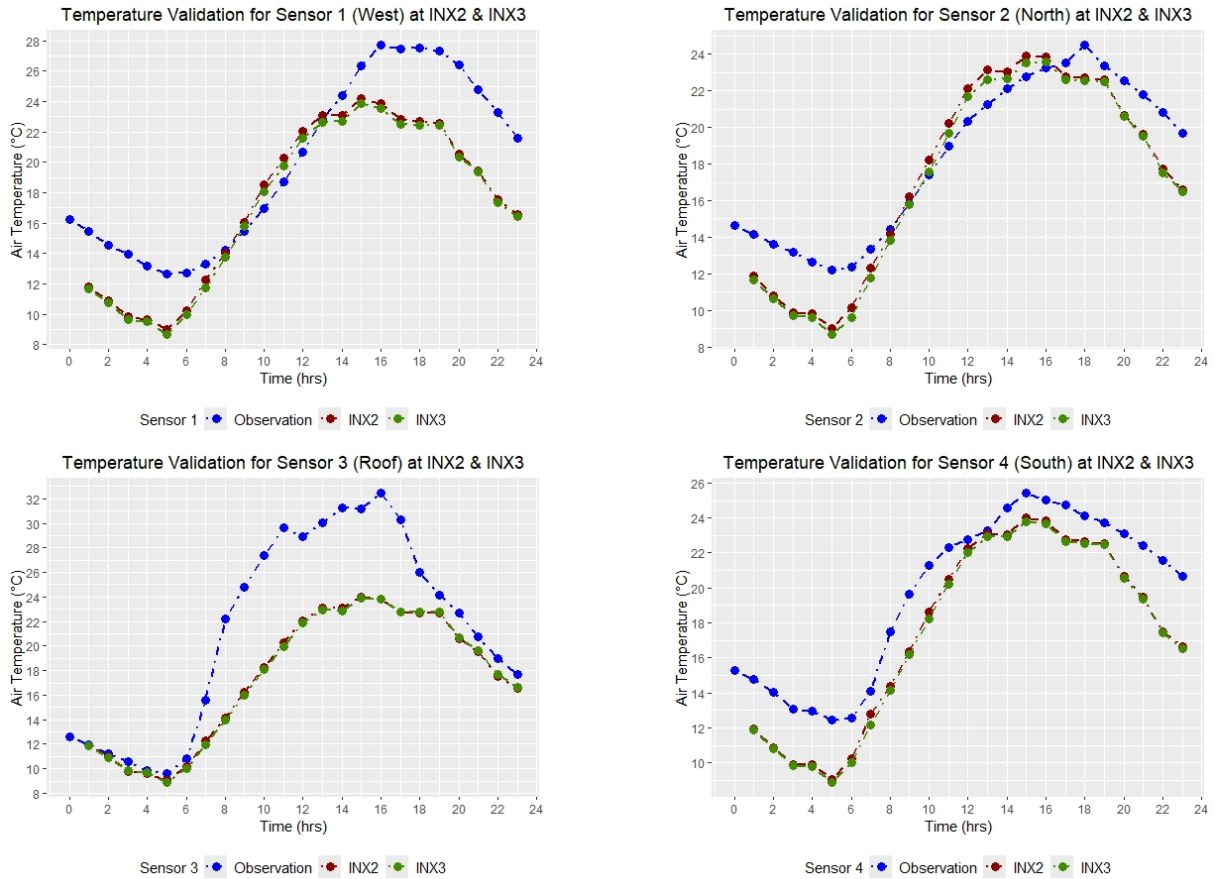 Temperature Validation for Sensor 1 (West) at INX2 & INX3
Air Temperature (°C)
28
26
24
22
20
18
16
14
12
10
8
0 2 4 6 8 10 12 14 16 18 20 22 24
Time (hrs)
Sensor 1 Observation INX2 INX3
Temperature Validation for Sensor 2 (North) at INX2 & INX3
Air Temperature (°C)
24
22
20
18
16
14
12
10
8
0 2 4 6 8 10 12 14 16 18 20 22 24
Time (hrs)
Sensor 2 Observation INX2 INX3
Temperature Validation for Sensor 3 (Roof) at INX2 & INX3
Air Temperature (°C)
32
30
28
26
24
22
20
18
16
14
12
10
8
0 2 4 6 8 10 12 14 16 18 20 22 24
Time (hrs)
Sensor 3 Observation INX2 INX3
Temperature Validation for Sensor 4 (South) at INX2 & INX3
Air Temperature (°C)
26
24
22
20
18
16
14
12
10
0 2 4 6 8 10 12 14 16 18 20 22 24
Time (hrs)
Sensor 4 Observation INX2 INX3